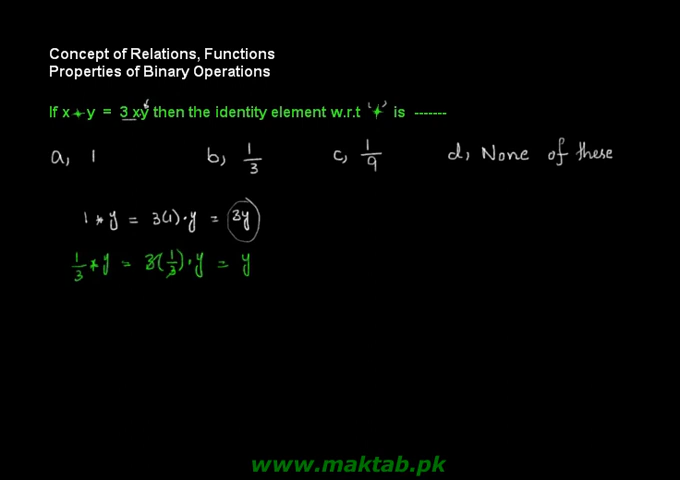 Concept of Relations, Functions
Properties of Binary Operations
If x * y = 3 xy then the identity element w.r.t '*' is -------
a, 1 b, 1/3 c, 1/9 d, None of these
1 * y = 3(1)·y = 3y
1/3 * y = 3(1/3)·y = y
www.maktab.pk